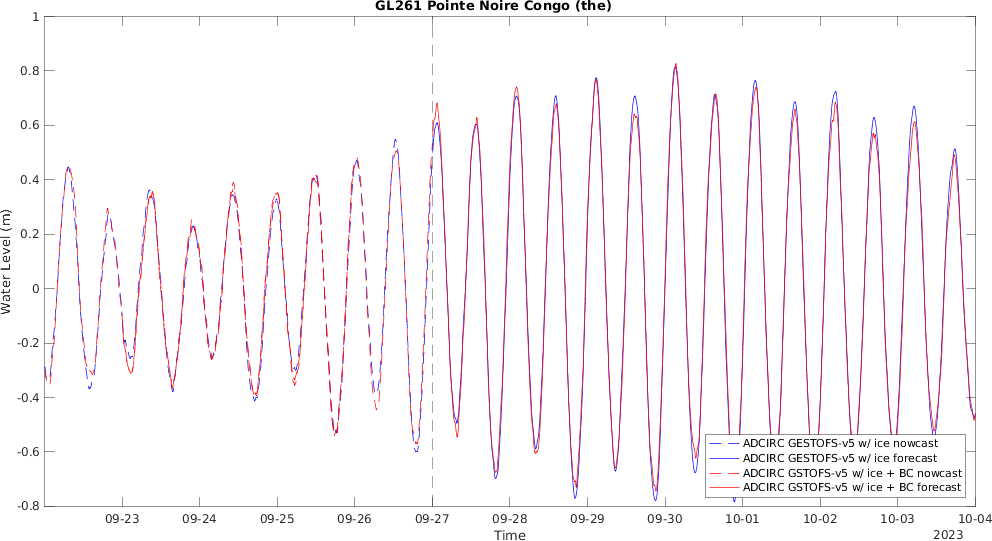 GL261 Pointe Noire Congo (the)
1
0.8
0.6
0.4
0.2
0
-0.2
-0.4
-0.6
-0.8
Water Level (m)
ADCIRC GESTOFS-v5 w/ ice nowcast
ADCIRC GESTOFS-v5 w/ ice forecast
ADCIRC GSTOFS-v5 w/ ice + BC nowcast
ADCIRC GSTOFS-v5 w/ ice + BC forecast
09-23 09-24 09-25 09-26 09-27 09-28 09-29 09-30 10-01 10-02 10-03 10-04
Time
2023